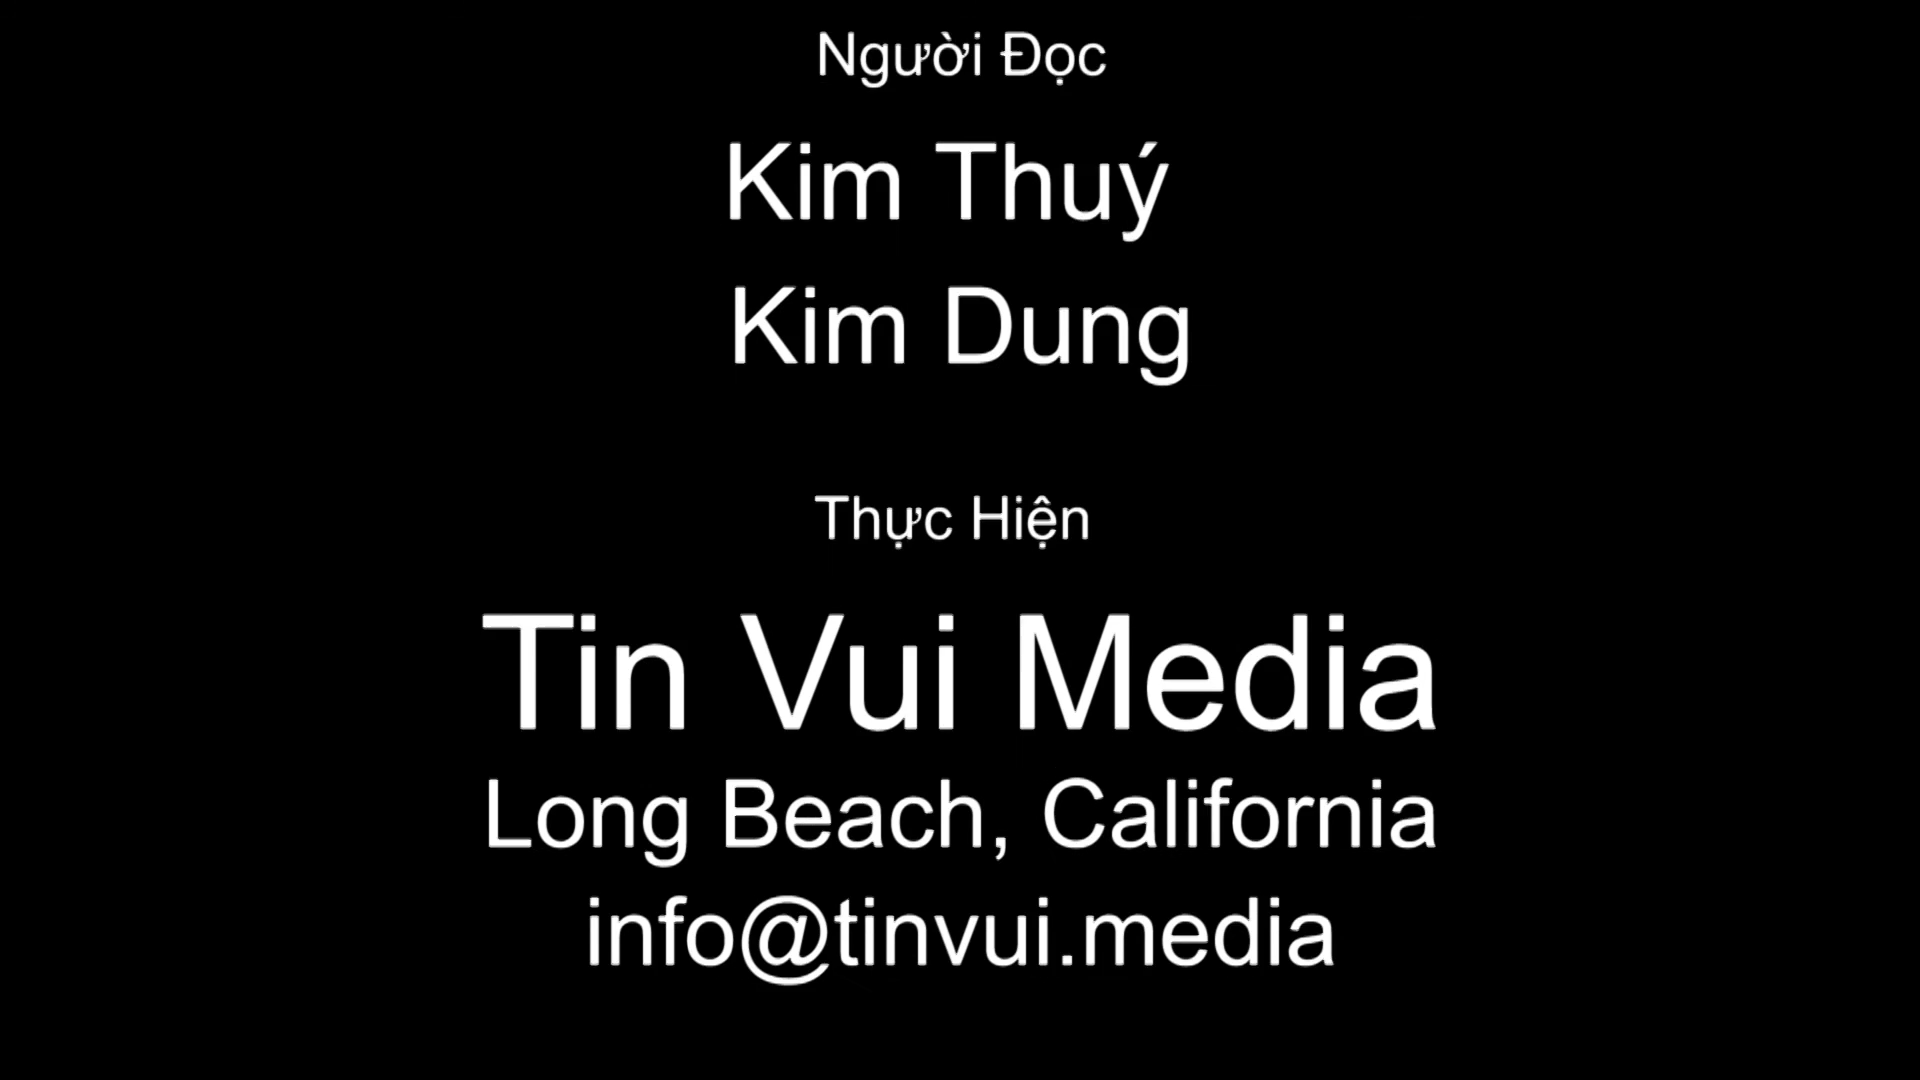 Người Đọc
Kim Thuý
Kim Dung
Thực Hiện
Tin Vui Media
Long Beach, California
info@tinvui.media